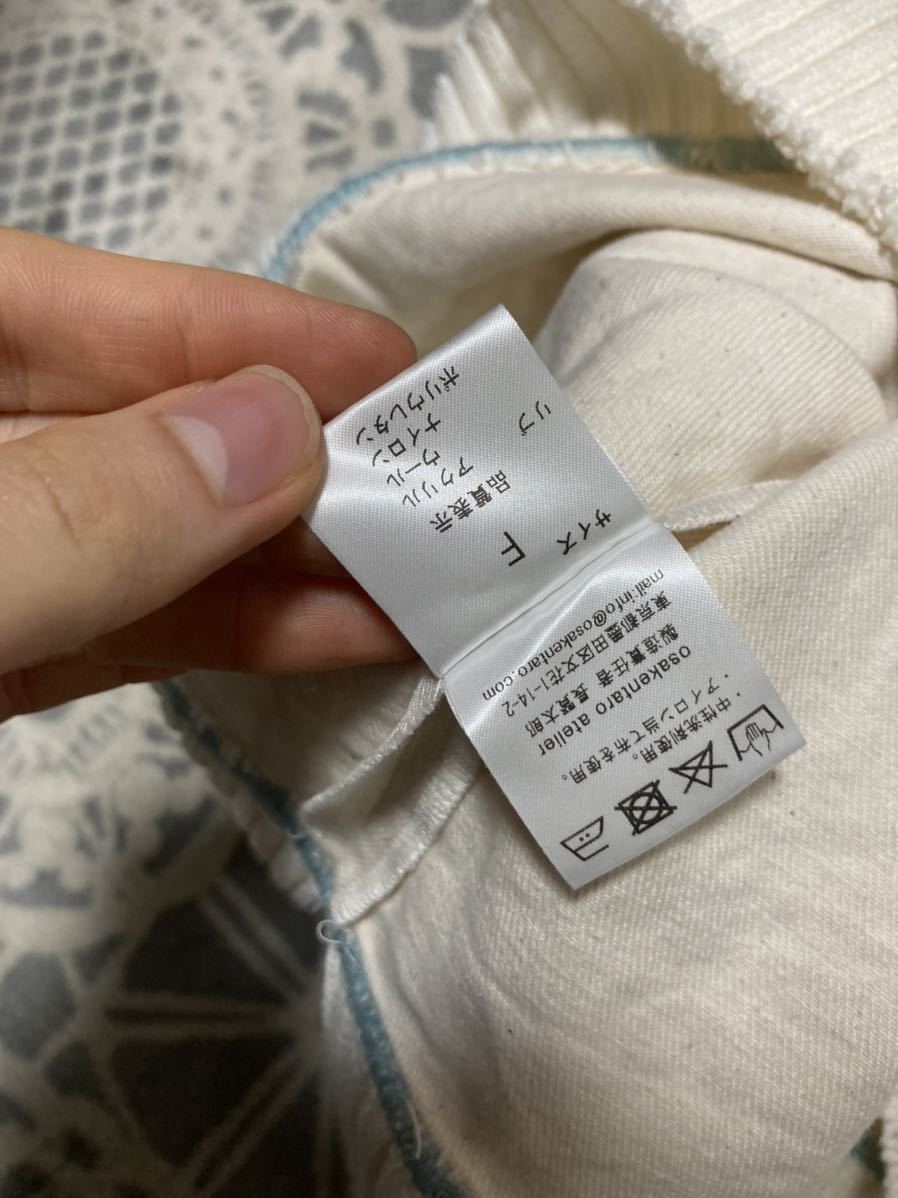 サイズ
F
品質表示
アクリル
ウール
ナイロン
ポリウレタン
リブ
・中性洗剤使用。
・アイロン当て布を使用。
osakentaro atelier
製造責任者 長賢太郎
東京都墨田区文花1-14-2
mail:info@osakentaro.com